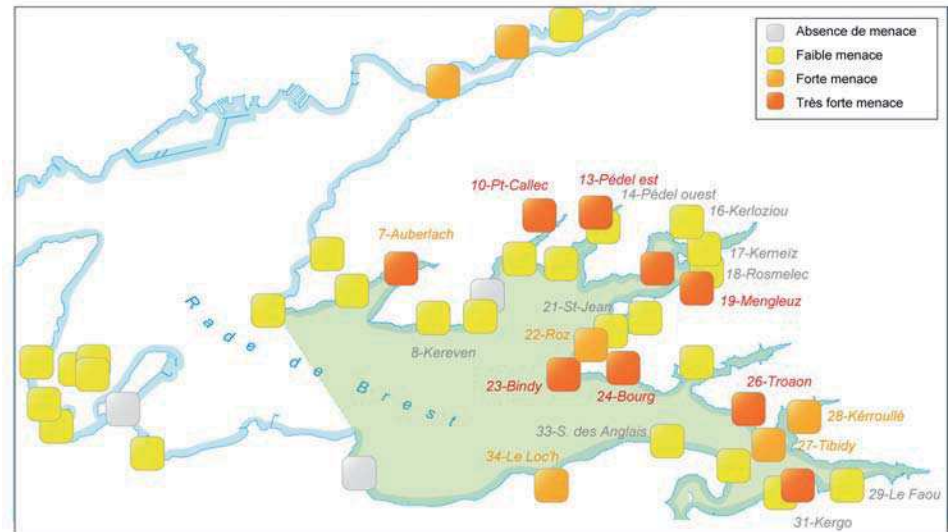 Absence de menace
Faible menace
Forte menace
Très forte menace
10-Pt-Callec
13-Pédel est
14-Pédel ouest
16-Kerloziou
7-Auberlach
17-Kerneïz
18-Rosmelec
19-Mengleuz
21-St-Jean
22-Roz
8-Kereven
23-Bindy
24-Bourg
26-Troaon
28-Kérroullé
33-S. des Anglais
27-Tibidy
34-Le Loc'h
29-Le Faou
31-Kergo
Rade de Brest